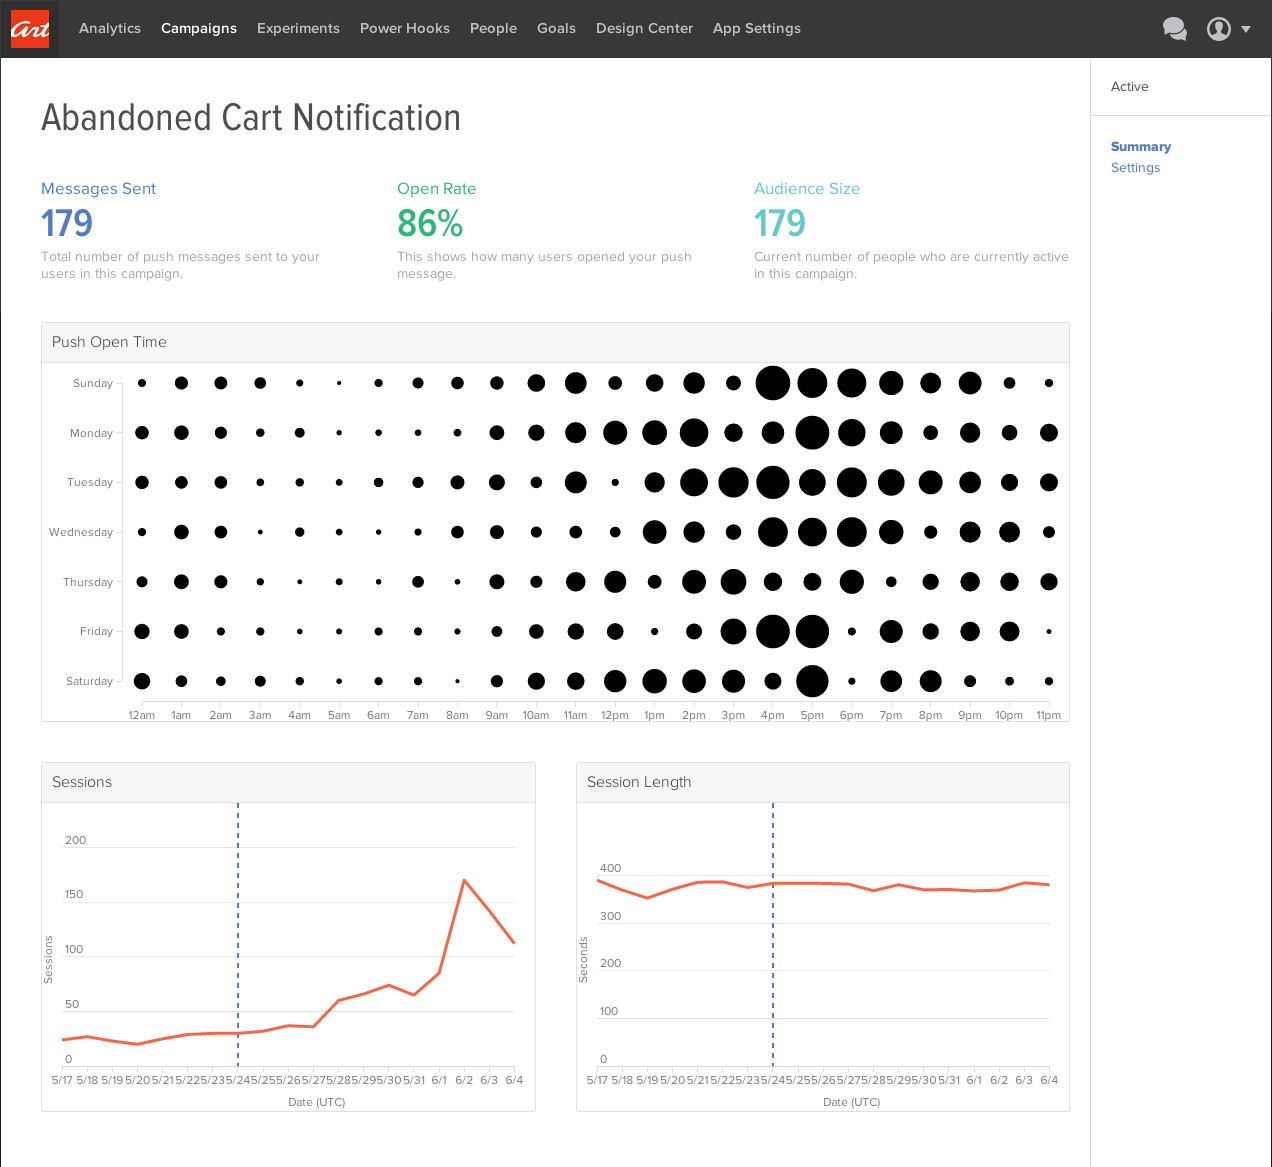 art
Analytics Campaigns Experiments Power Hooks People Goals Design Center App Settings
Active
Summary
Settings
Abandoned Cart Notification
Messages Sent
179
Total number of push messages sent to your
users in this campaign.
Open Rate
86%
This shows how many users opened your push
message.
Audience Size
179
Current number of people who are currently active
in this campaign.
Push Open Time
Sunday
Monday
Tuesday
Wednesday
Thursday
Friday
Saturday
12am 1am 2am 3am 4am 5am 6am 7am 8am 9am 10am 11am 12pm 1pm 2pm 3pm 4pm 5pm 6pm 7pm 8pm 9pm 10pm 11pm
Sessions
200
150
100
50
0
Sessions
5/17 5/18 5/19 5/20 5/21 5/22 5/23 5/24 5/25 5/26 5/27 5/28 5/29 5/30 5/31 6/1 6/2 6/3 6/4
Date (UTC)
Session Length
400
300
200
100
0
Seconds
5/17 5/18 5/19 5/20 5/21 5/22 5/23 5/24 5/25 5/26 5/27 5/28 5/29 5/30 5/31 6/1 6/2 6/3 6/4
Date (UTC)